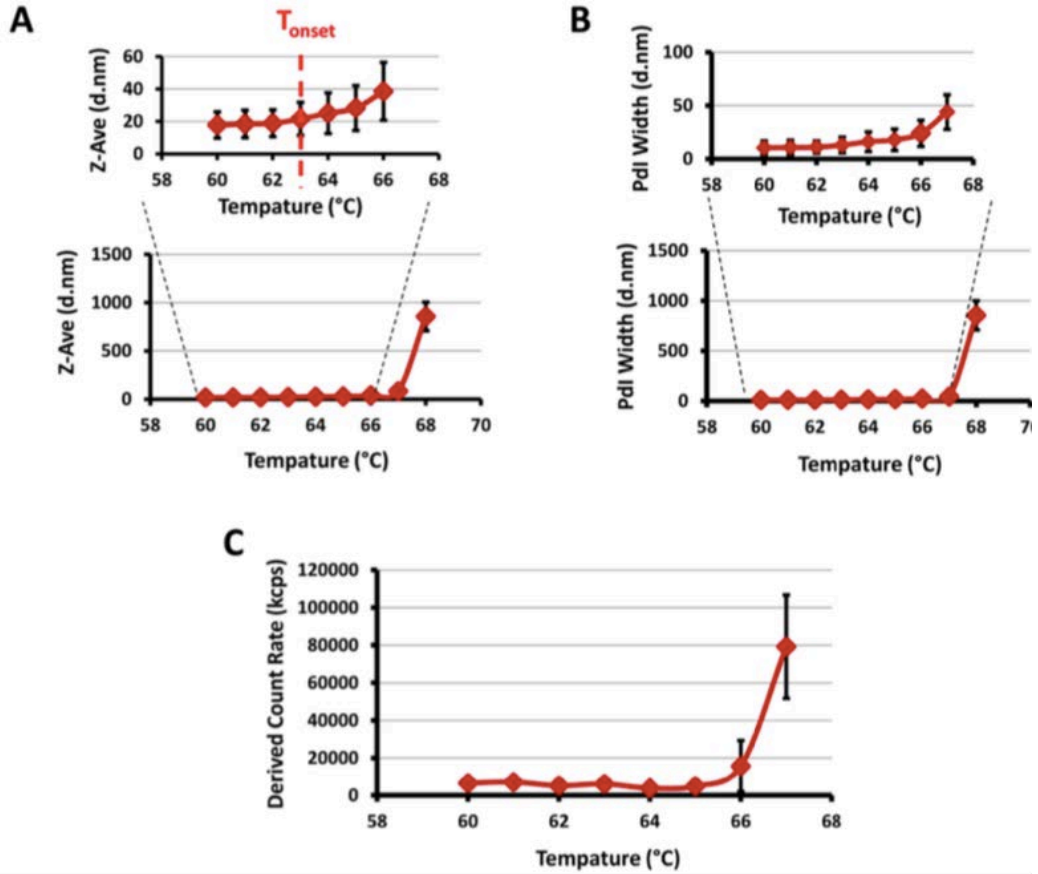 A
T onset
Z-Ave (d.nm)
60
40
20
0
58 60 62 64 66 68
Tempature (°C)
Z-Ave (d.nm)
1500
1000
500
0
58 60 62 64 66 68 70
Tempature (°C)
B
PdI Width (d.nm)
100
50
0
58 60 62 64 66 68
Tempature (°C)
PdI Width (d.nm)
1500
1000
500
0
58 60 62 64 66 68
Tempature (°C)
C
Derived Count Rate (kcps)
120000
100000
80000
60000
40000
20000
0
58 60 62 64 66 68
Tempature (°C)